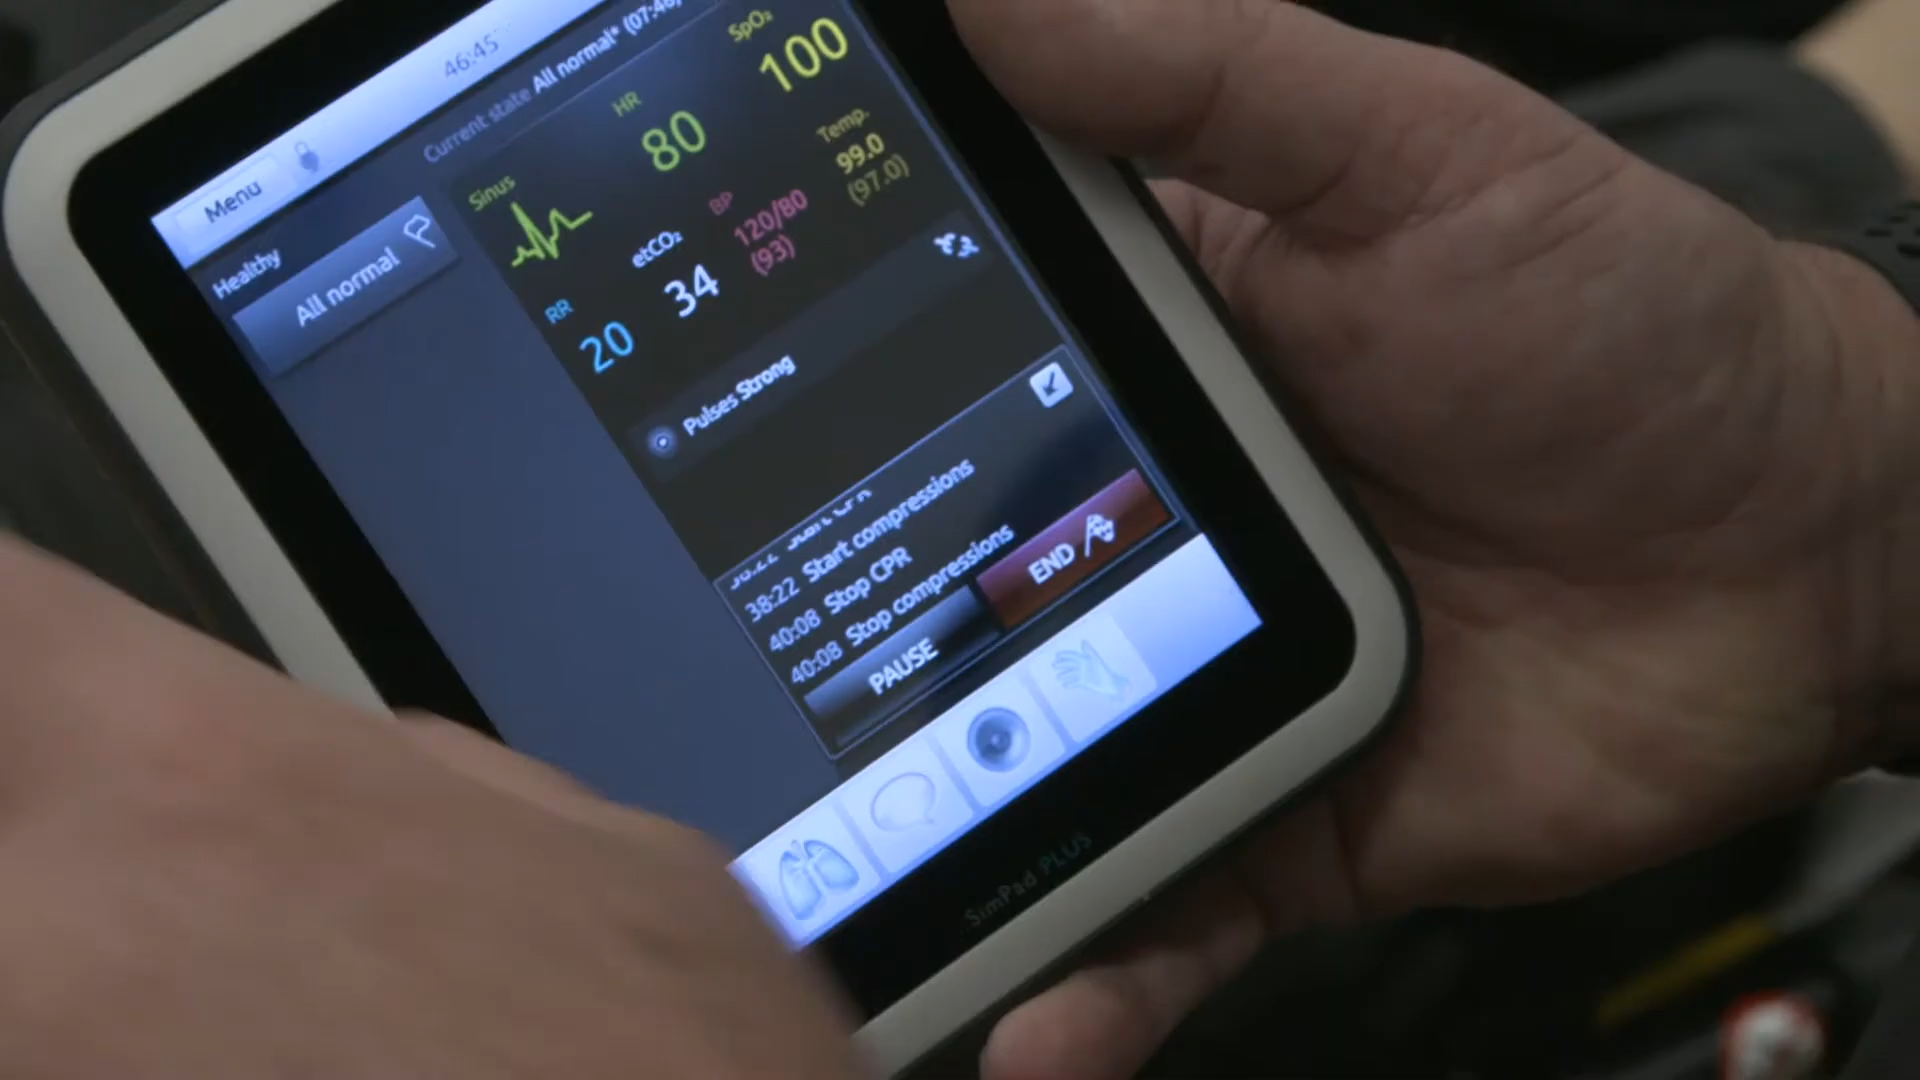 46:45
Menu
Current state All normal* (07:46)
Healthy
All normal
Sinus
HR
80
SpO₂
100
RR
20
etCO₂
34
BP
120/80
(93)
Temp.
99.0
(97.0)
Pulses Strong
38:22 Start compressions
40:08 Stop CPR
40:08 Stop compressions
PAUSE
END
SimPad PLUS